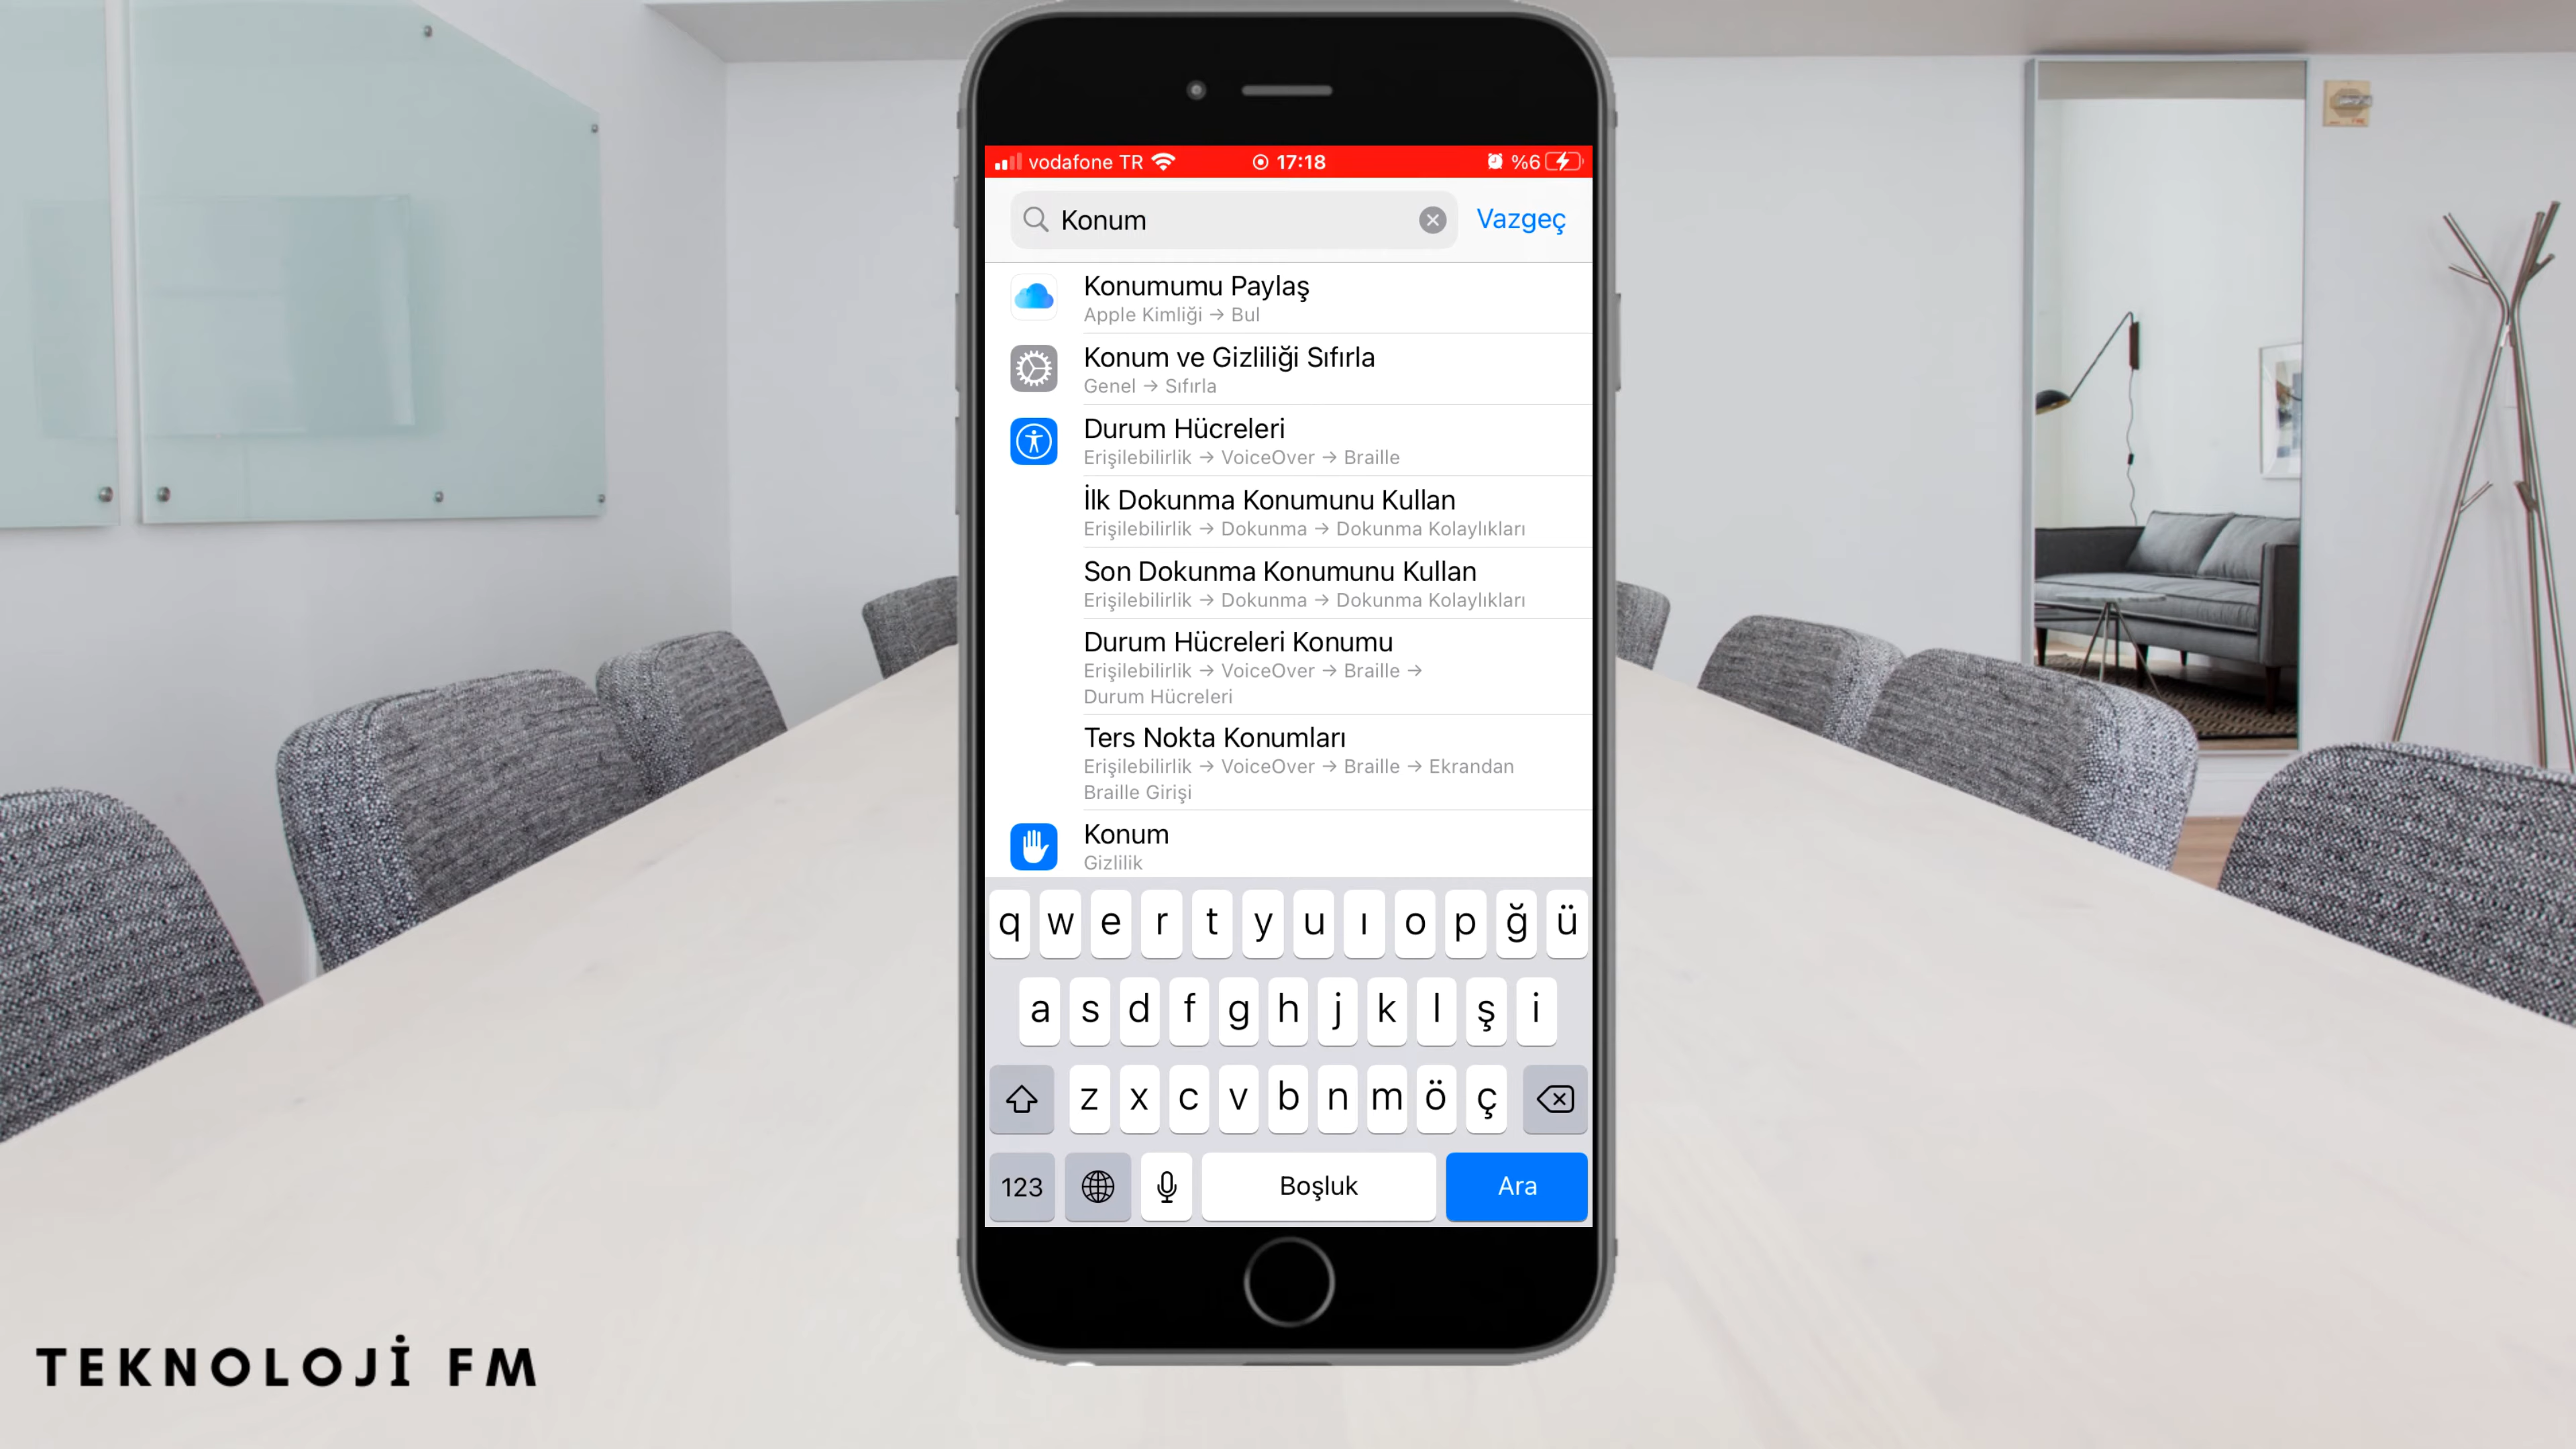 vodafone TR 17:18 %6
Konum Vazgeç
Konumumu Paylaş
Apple Kimliği → Bul
Konum ve Gizliliği Sıfırla
Genel → Sıfırla
Durum Hücreleri
Erişilebilirlik → VoiceOver → Braille
İlk Dokunma Konumunu Kullan
Erişilebilirlik → Dokunma → Dokunma Kolaylıkları
Son Dokunma Konumunu Kullan
Erişilebilirlik → Dokunma → Dokunma Kolaylıkları
Durum Hücreleri Konumu
Erişilebilirlik → VoiceOver → Braille →
Durum Hücreleri
Ters Nokta Konumları
Erişilebilirlik → VoiceOver → Braille → Ekrandan
Braille Girişi
Konum
Gizlilik
q w e r t y u ı o p ğ ü
a s d f g h j k l ş i
z x c v b n m ö ç
123 Boşluk Ara
TEKNOLOJİ FM